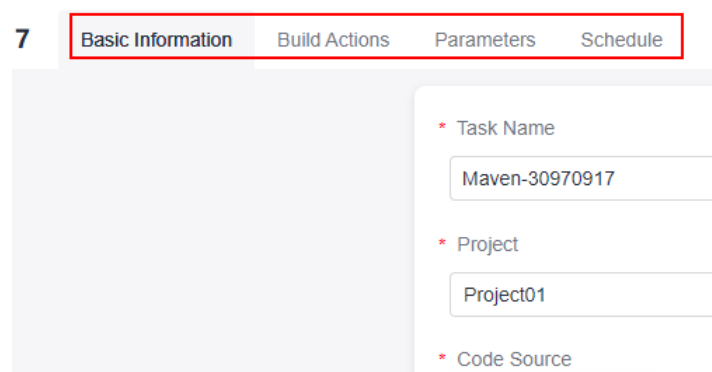 7 Basic Information Build Actions Parameters Schedule
* Task Name
Maven-30970917
* Project
Project01
* Code Source